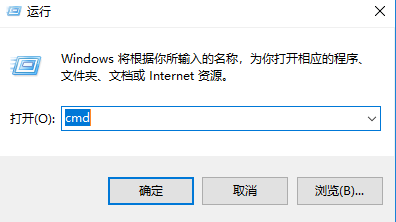 运行
Windows 将根据你所输入的名称，为你打开相应的程序、
文件夹、文档或 Internet 资源。
打开(O): cmd
确定 取消 浏览(B)...